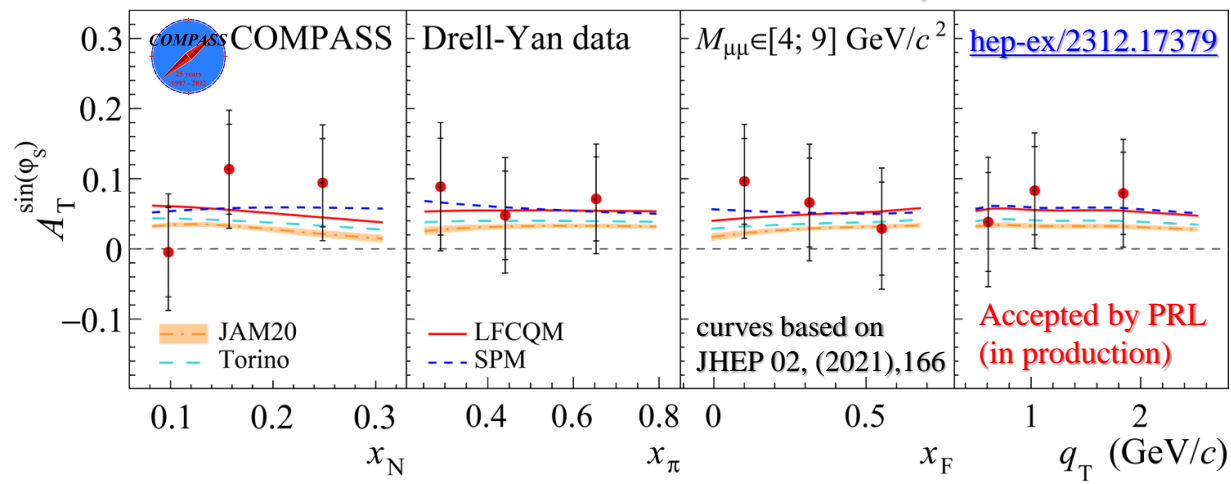 COMPASS
25 years
1997 - 2022
COMPASS
Drell-Yan data
M_μμ∈[4; 9] GeV/c²
hep-ex/2312.17379
A_T^sin(φ_S)
0.3
0.2
0.1
0
−0.1
JAM20
Torino
LFCQM
SPM
curves based on
JHEP 02, (2021),166
Accepted by PRL
(in production)
0.1 0.2 0.3
0.4 0.6 0.8
0 0.5
1 2
x_N
x_π
x_F
q_T (GeV/c)